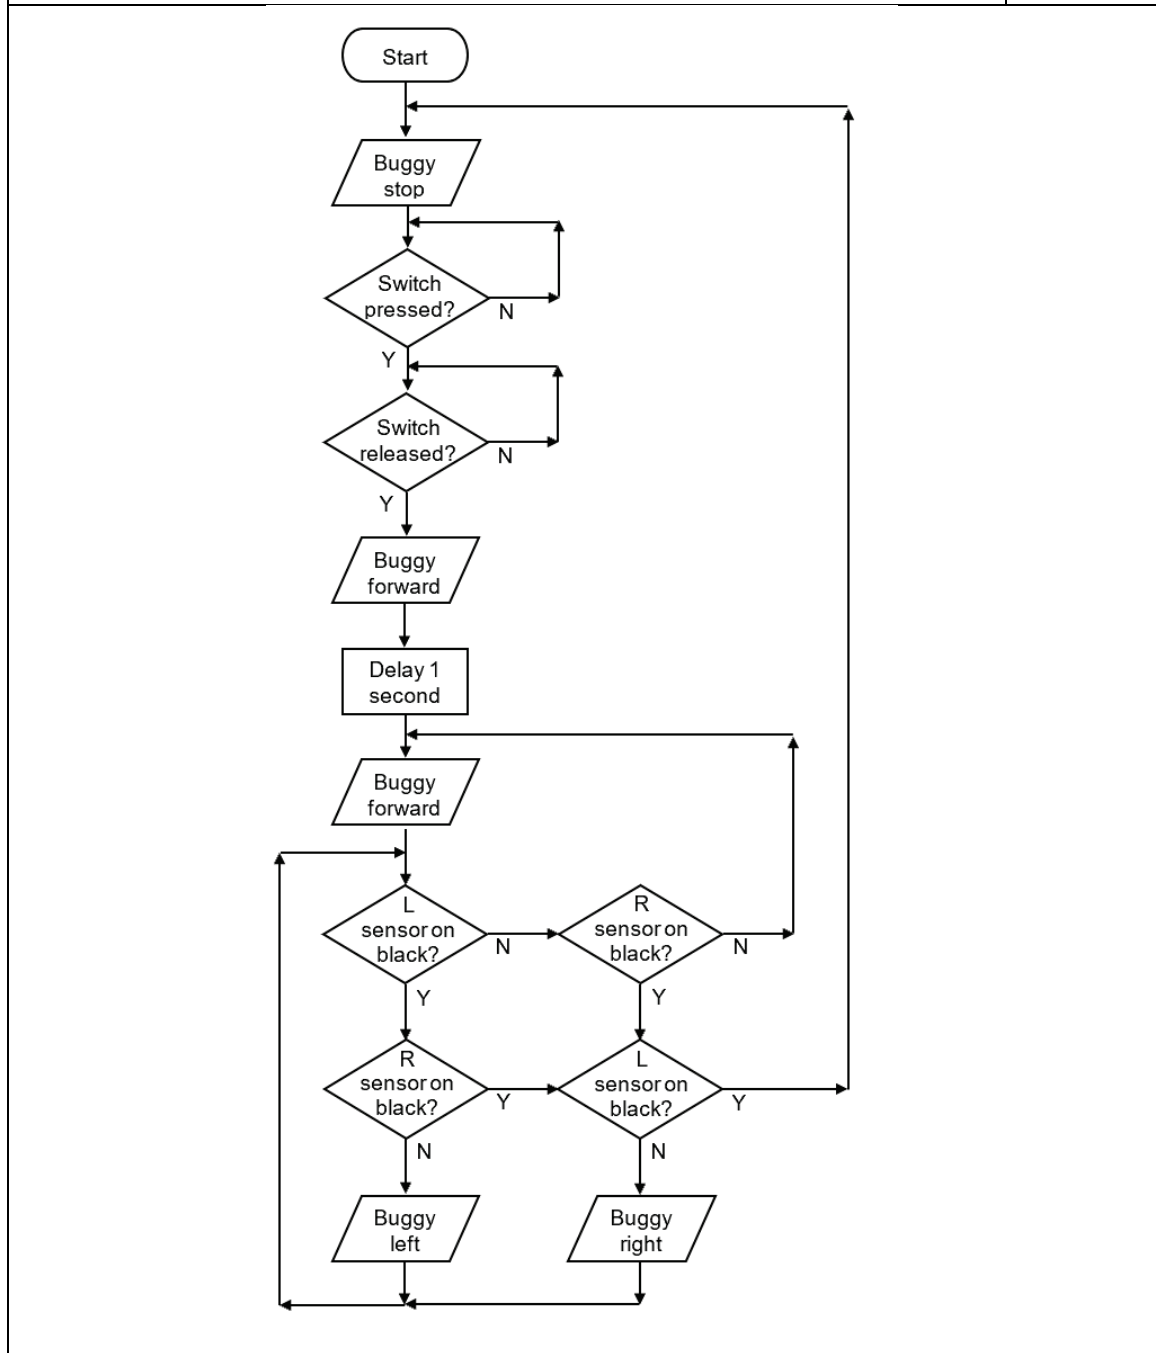 Start
Buggy
stop
Switch
pressed?
N
Y
Switch
released?
N
Y
Buggy
forward
Delay 1
second
Buggy
forward
L
sensor on
black?
N
R
sensor on
black?
N
Y
Y
R
sensor on
black?
Y
L
sensor on
black?
Y
N
N
Buggy
left
Buggy
right